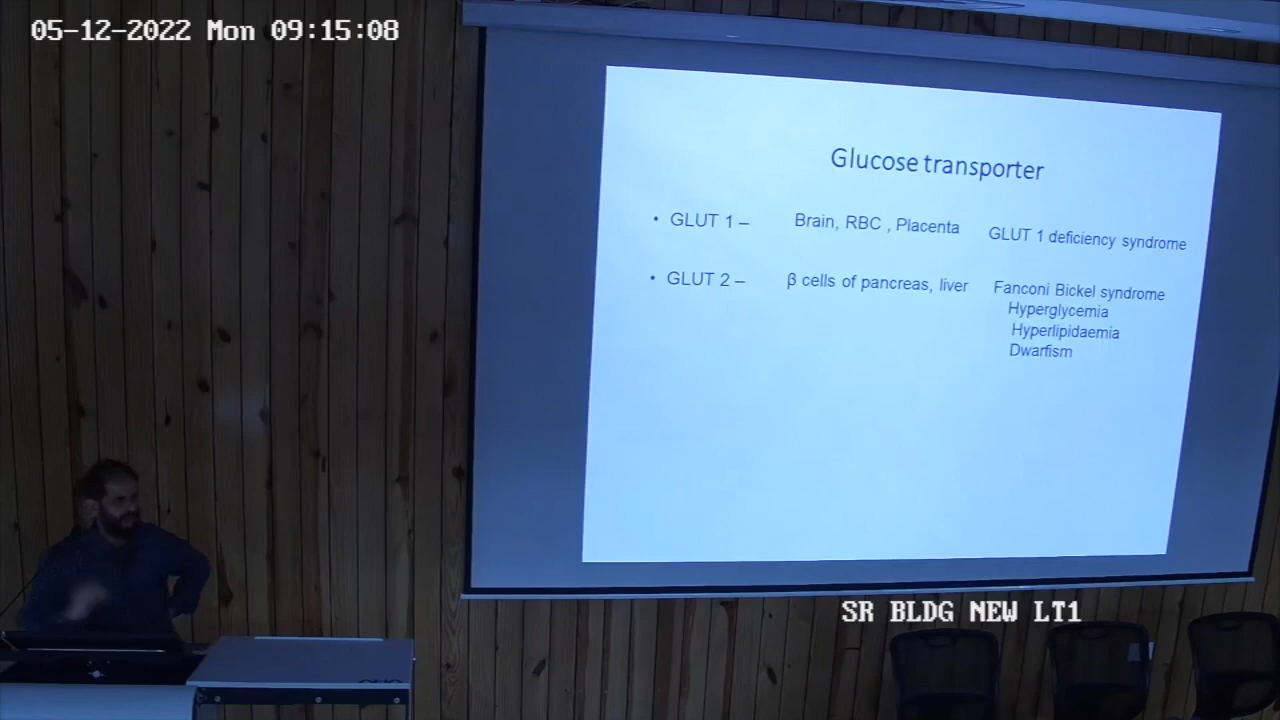 05-12-2022 Mon 09:15:08
Glucose transporter
• GLUT 1 – Brain, RBC , Placenta GLUT 1 deficiency syndrome
• GLUT 2 – β cells of pancreas, liver Fanconi Bickel syndrome
Hyperglycemia
Hyperlipidaemia
Dwarfism
SR BLDG NEW LT1